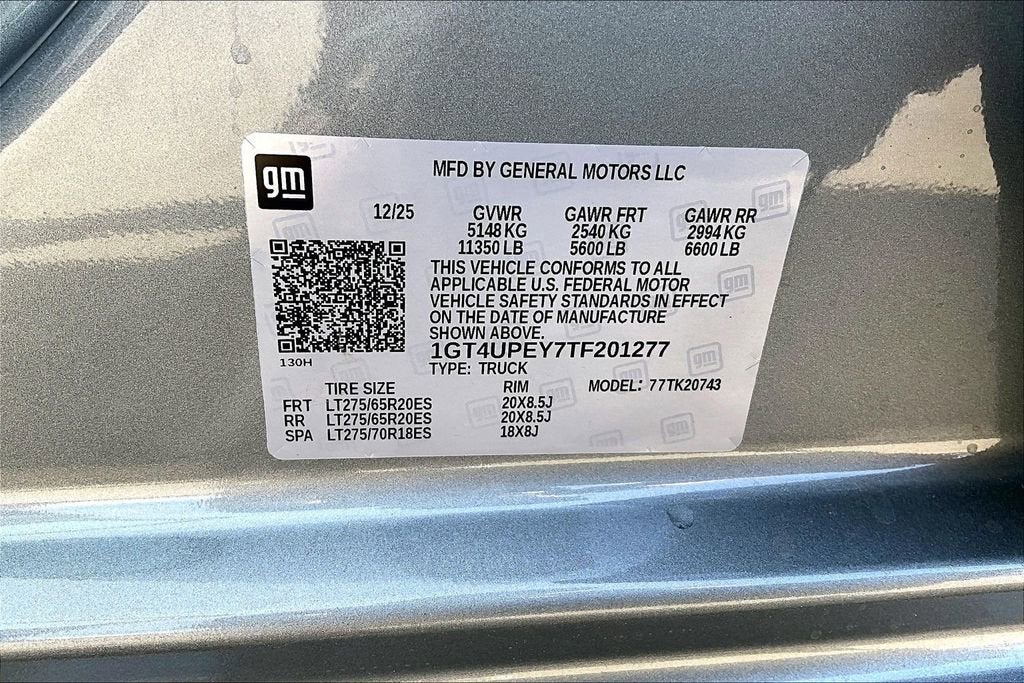 gm
MFD BY GENERAL MOTORS LLC
12/25 GVWR GAWR FRT GAWR RR
5148 KG 2540 KG 2994 KG
11350 LB 5600 LB 6600 LB
THIS VEHICLE CONFORMS TO ALL
APPLICABLE U.S. FEDERAL MOTOR
VEHICLE SAFETY STANDARDS IN EFFECT
ON THE DATE OF MANUFACTURE
SHOWN ABOVE.
130H
1GT4UPEY7TF201277
TYPE: TRUCK
TIRE SIZE RIM MODEL: 77TK20743
FRT LT275/65R20ES 20X8.5J
RR LT275/65R20ES 20X8.5J
SPA LT275/70R18ES 18X8J